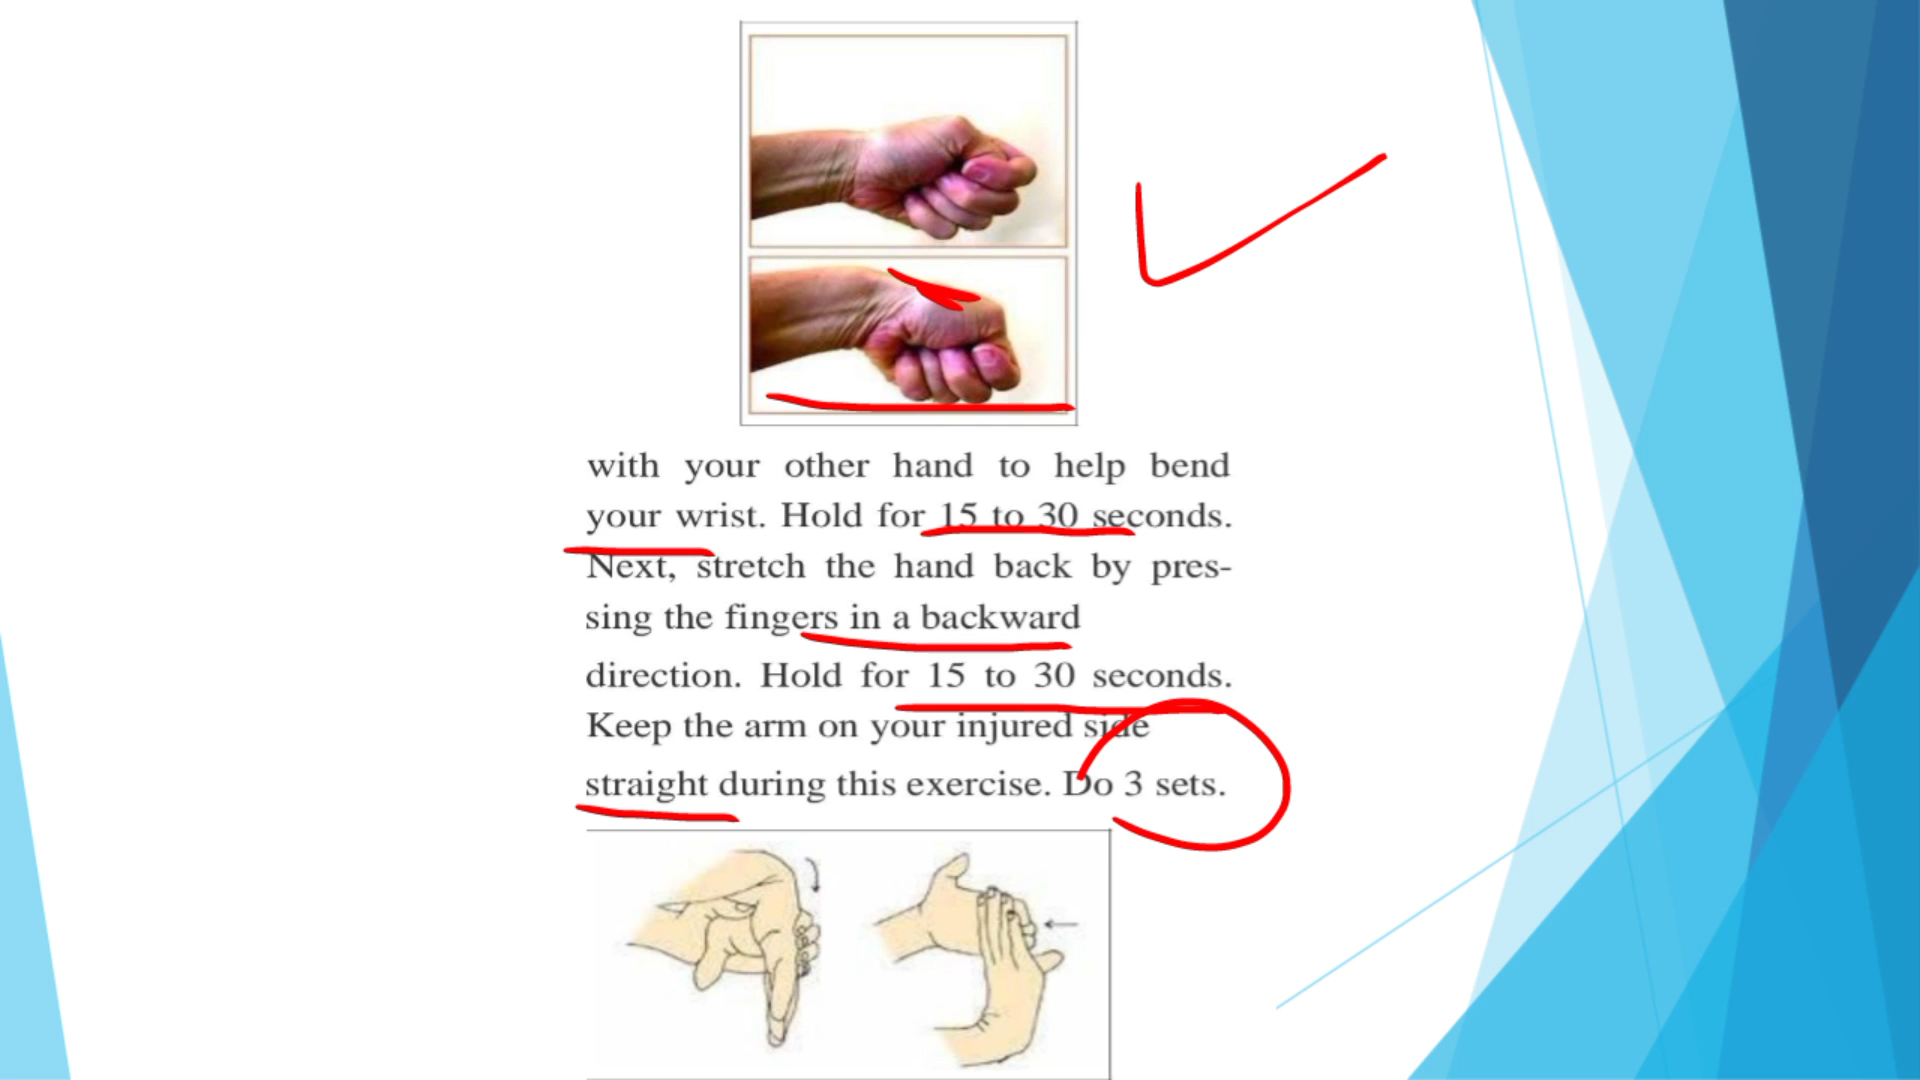 with your other hand to help bend
your wrist. Hold for 15 to 30 seconds.
Next, stretch the hand back by pres-
sing the fingers in a backward
direction. Hold for 15 to 30 seconds.
Keep the arm on your injured side
straight during this exercise. Do 3 sets.